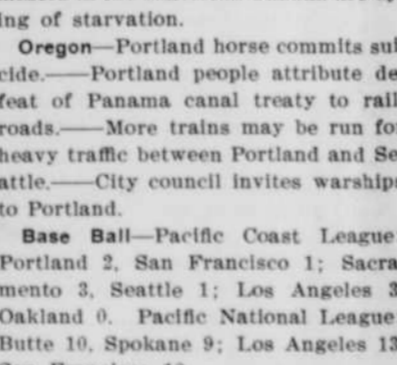 ing of starvation.
Oregon—Portland horse commits sui
cide.——Portland people attribute de
feat of Panama canal treaty to rail
roads.——More trains may be run fo
heavy traffic between Portland and Se
attle.——City council invites warships
to Portland.
Base Ball—Pacific Coast League
Portland 2, San Francisco 1; Sacra
mento 3, Seattle 1; Los Angeles 3
Oakland 0. Pacific National League
Butte 10, Spokane 9; Los Angeles 13